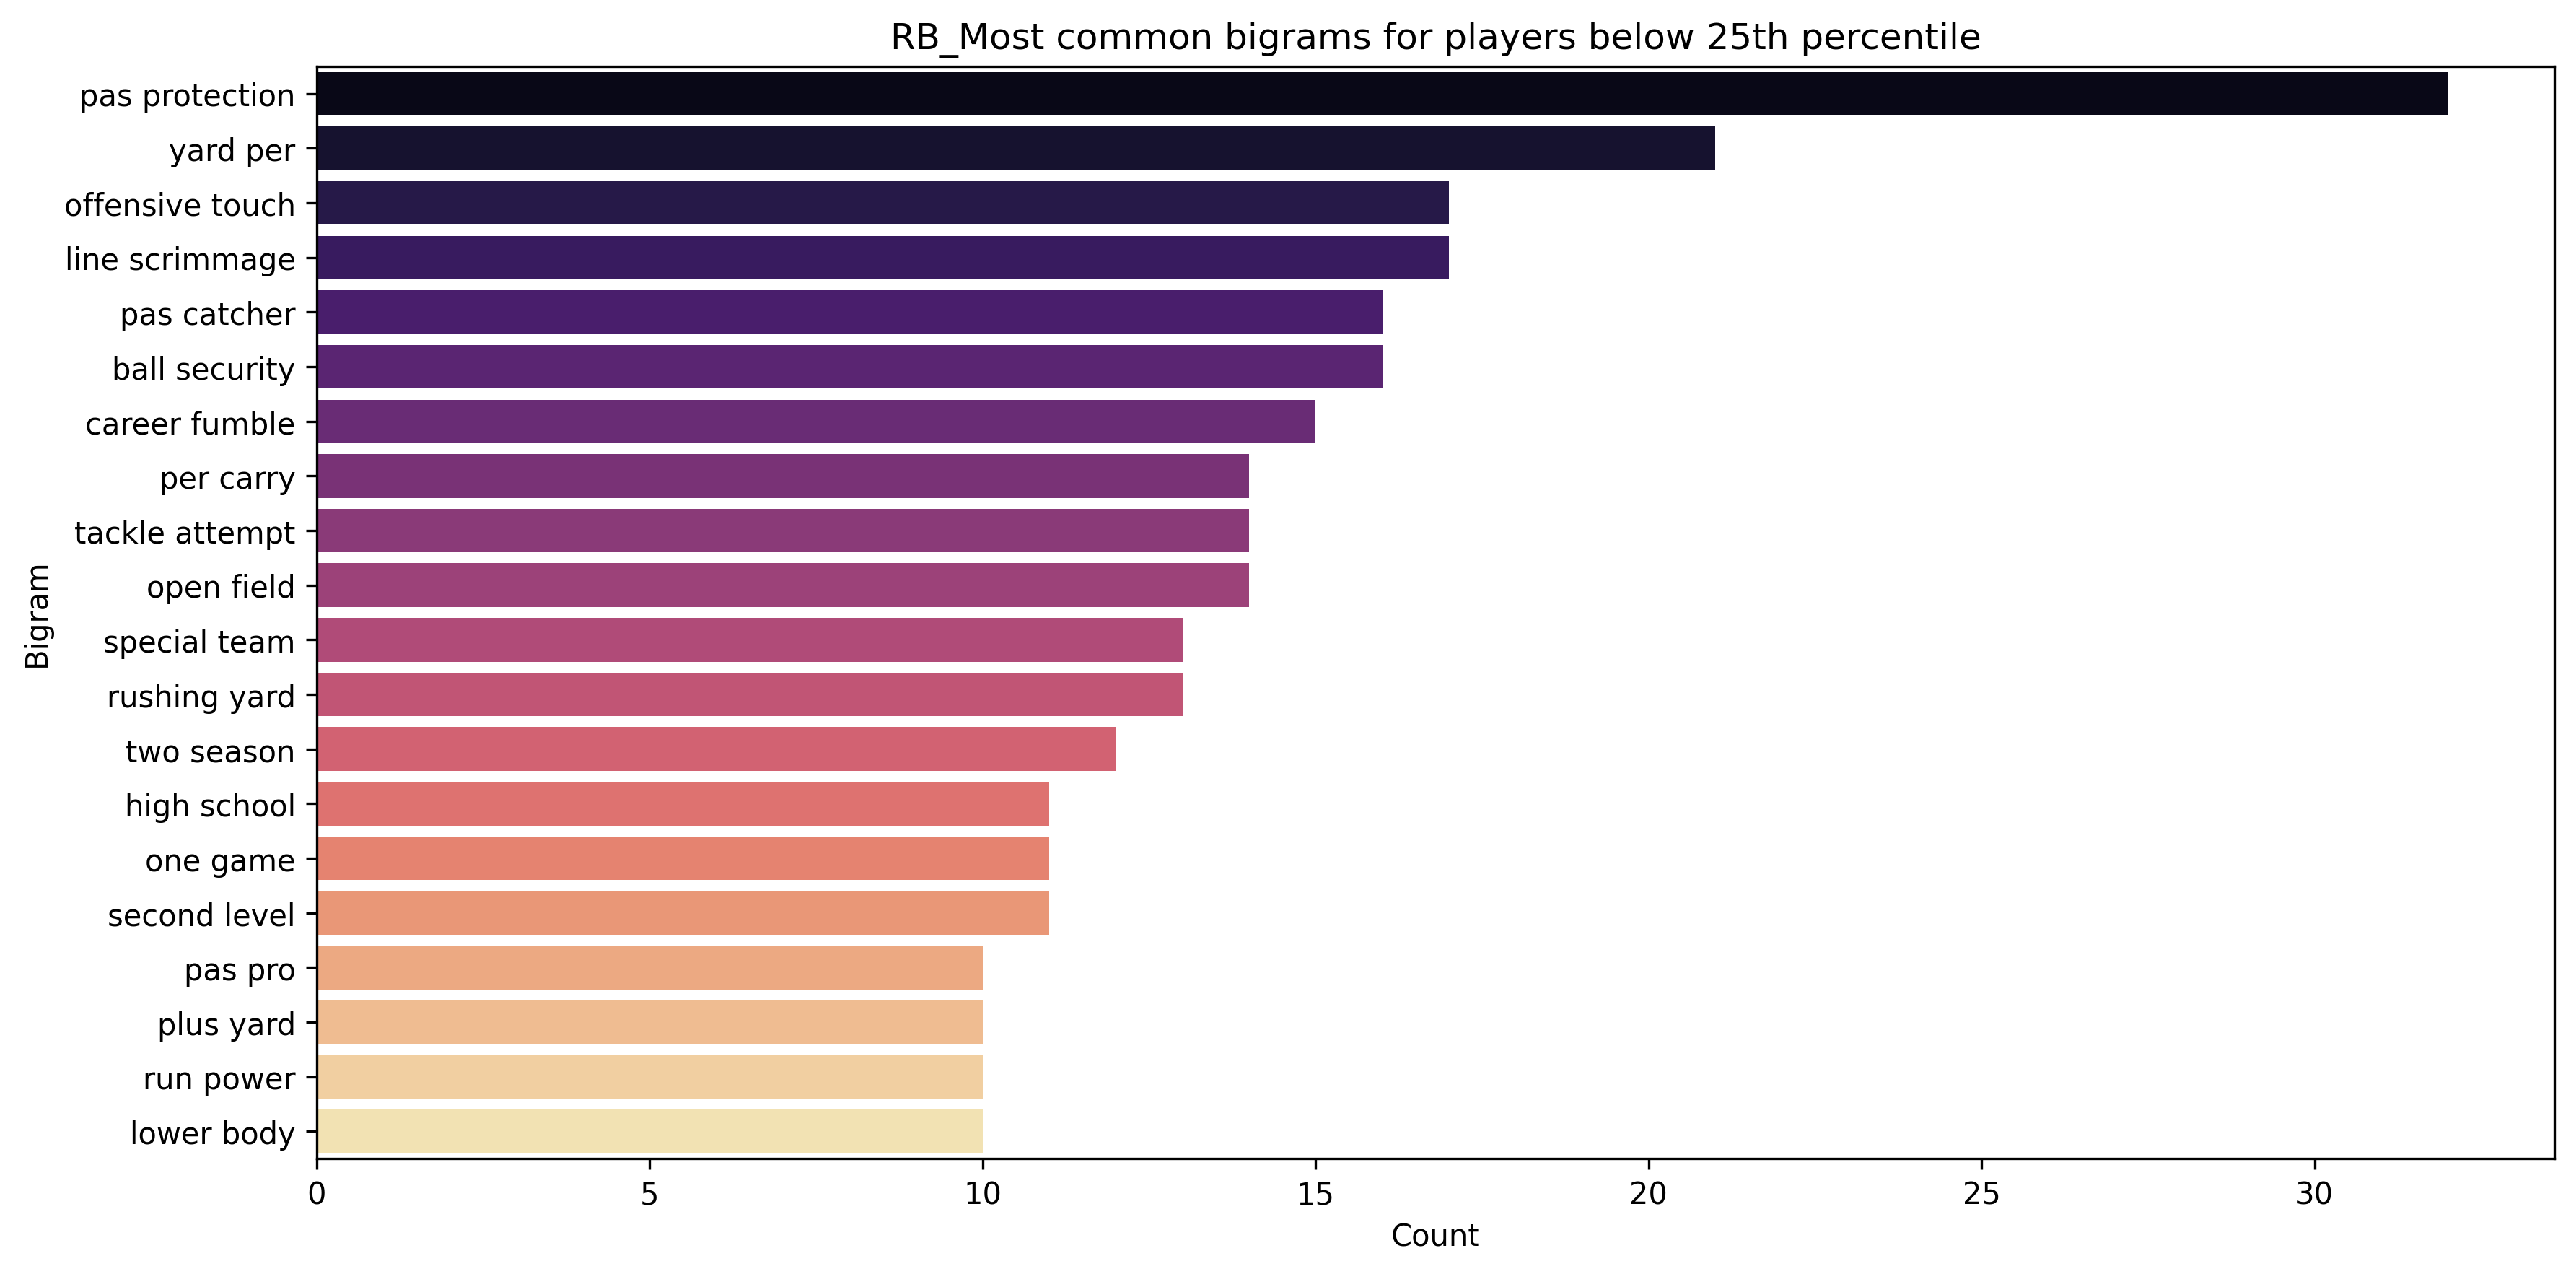 RB_Most common bigrams for players below 25th percentile
pas protection
yard per
offensive touch
line scrimmage
pas catcher
ball security
career fumble
per carry
tackle attempt
open field
special team
rushing yard
two season
high school
one game
second level
pas pro
plus yard
run power
lower body
Bigram
0 5 10 15 20 25 30
Count